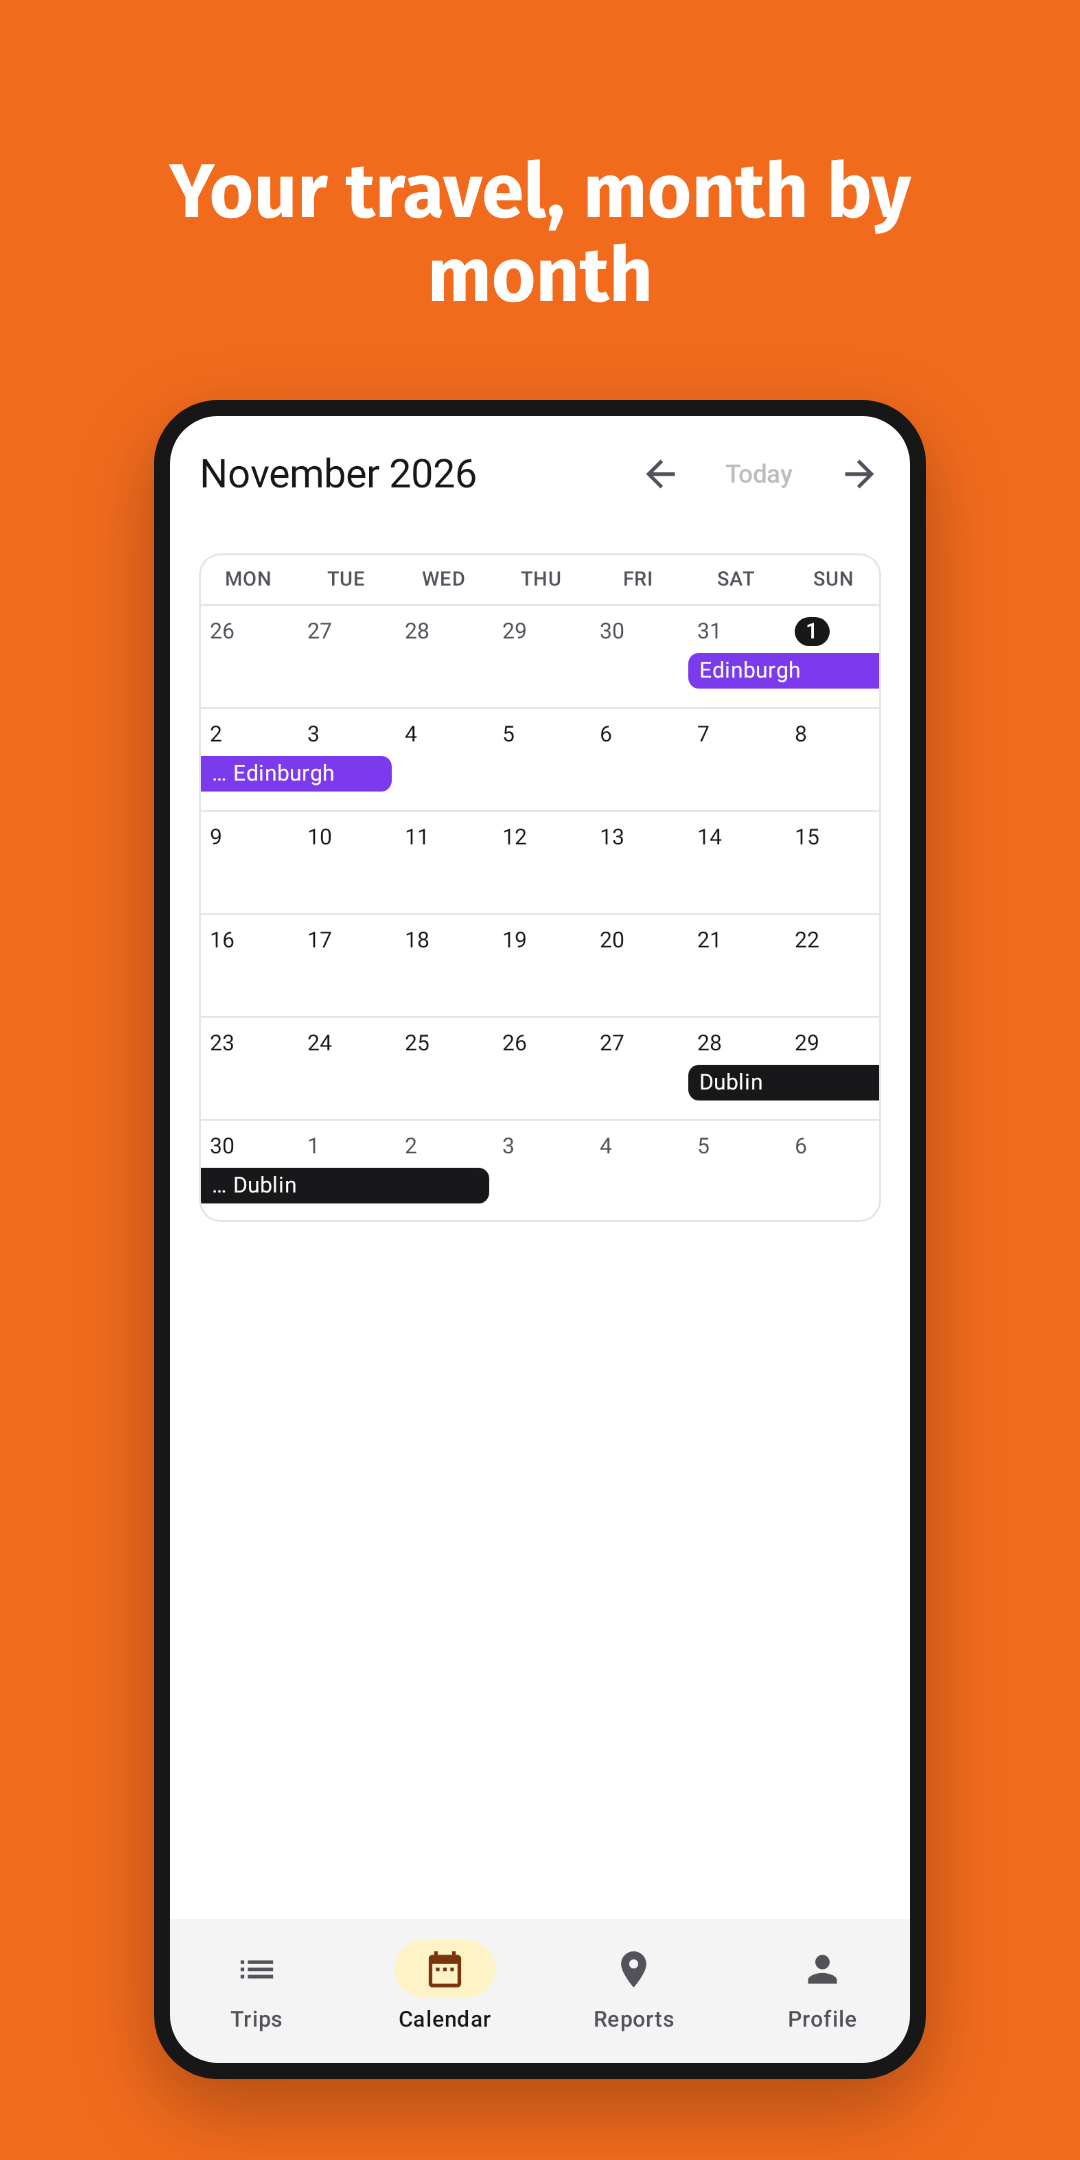 Your travel, month by
month
November 2026 Today
MON TUE WED THU FRI SAT SUN
26 27 28 29 30 31 1
Edinburgh
2 3 4 5 6 7 8
... Edinburgh
9 10 11 12 13 14 15
16 17 18 19 20 21 22
23 24 25 26 27 28 29
Dublin
30 1 2 3 4 5 6
... Dublin
Trips Calendar Reports Profile